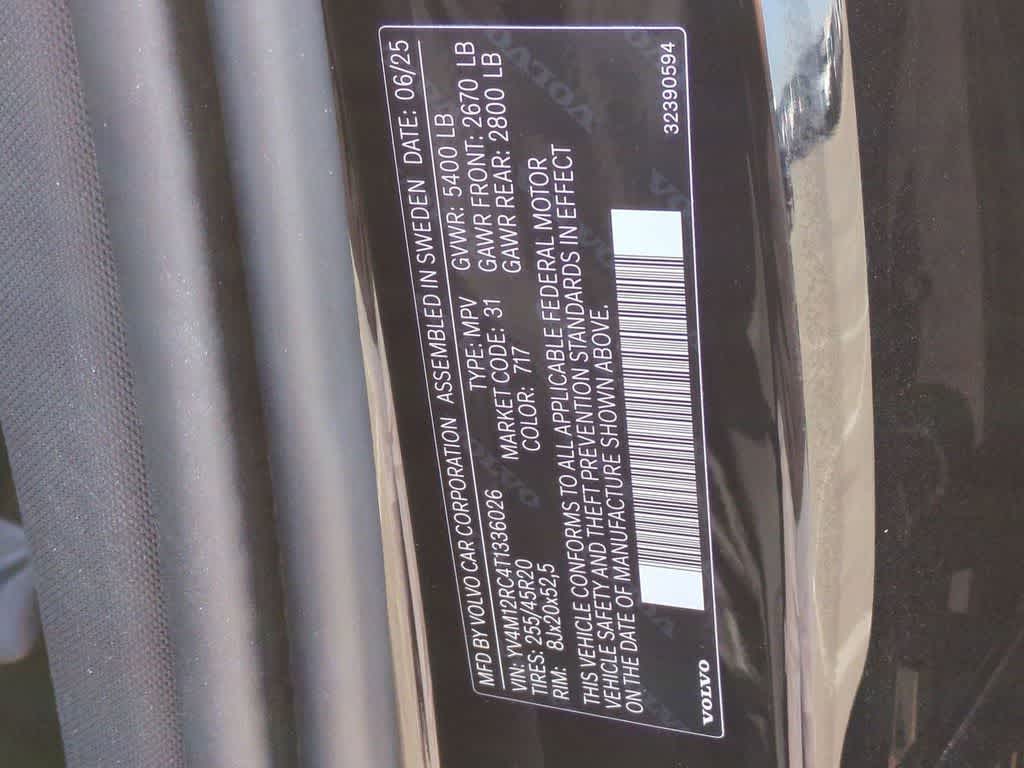 MFD BY VOLVO CAR CORPORATION ASSEMBLED IN SWEDEN DATE: 06/25
VIN: YV4M12RC4T1336026 TYPE: MPV GVWR: 5400 LB
TIRES: 255/45R20 MARKET CODE: 31 GAWR FRONT: 2670 LB
RIM: 8Jx20x52,5 COLOR: 717 GAWR REAR: 2800 LB
THIS VEHICLE CONFORMS TO ALL APPLICABLE FEDERAL MOTOR
VEHICLE SAFETY AND THEFT PREVENTION STANDARDS IN EFFECT
ON THE DATE OF MANUFACTURE SHOWN ABOVE.
VOLVO 32390594